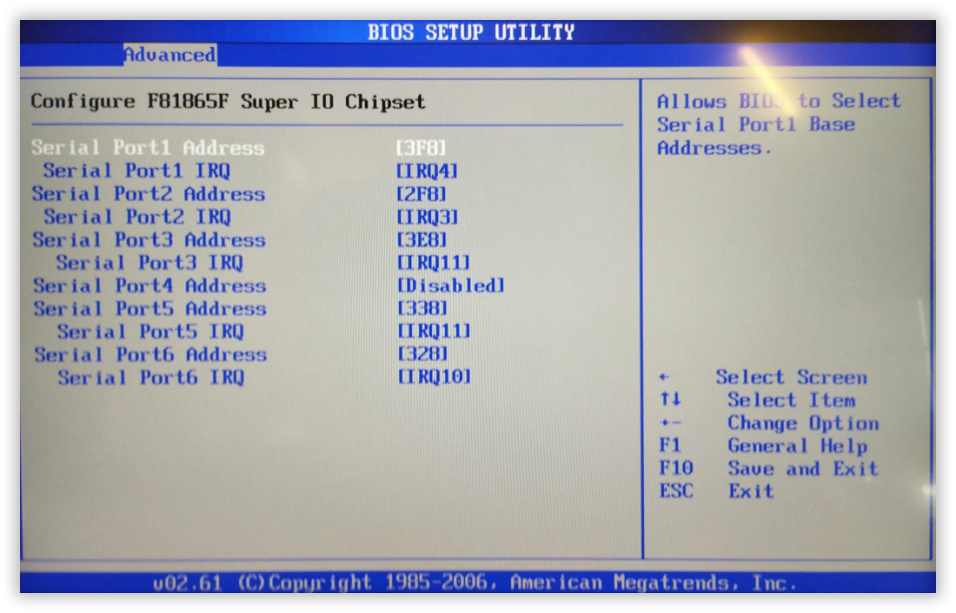 BIOS SETUP UTILITY
Advanced
Configure F81865F Super IO Chipset
Serial Port1 Address [3F8]
Serial Port1 IRQ [IRQ4]
Serial Port2 Address [2F8]
Serial Port2 IRQ [IRQ3]
Serial Port3 Address [3E8]
Serial Port3 IRQ [IRQ11]
Serial Port4 Address [Disabled]
Serial Port5 Address [338]
Serial Port5 IRQ [IRQ11]
Serial Port6 Address [328]
Serial Port6 IRQ [IRQ10]
Allows BIOS to Select
Serial Port1 Base
Addresses.
← Select Screen
↑↓ Select Item
+- Change Option
F1 General Help
F10 Save and Exit
ESC Exit
v02.61 (C)Copyright 1985-2006, American Megatrends, Inc.